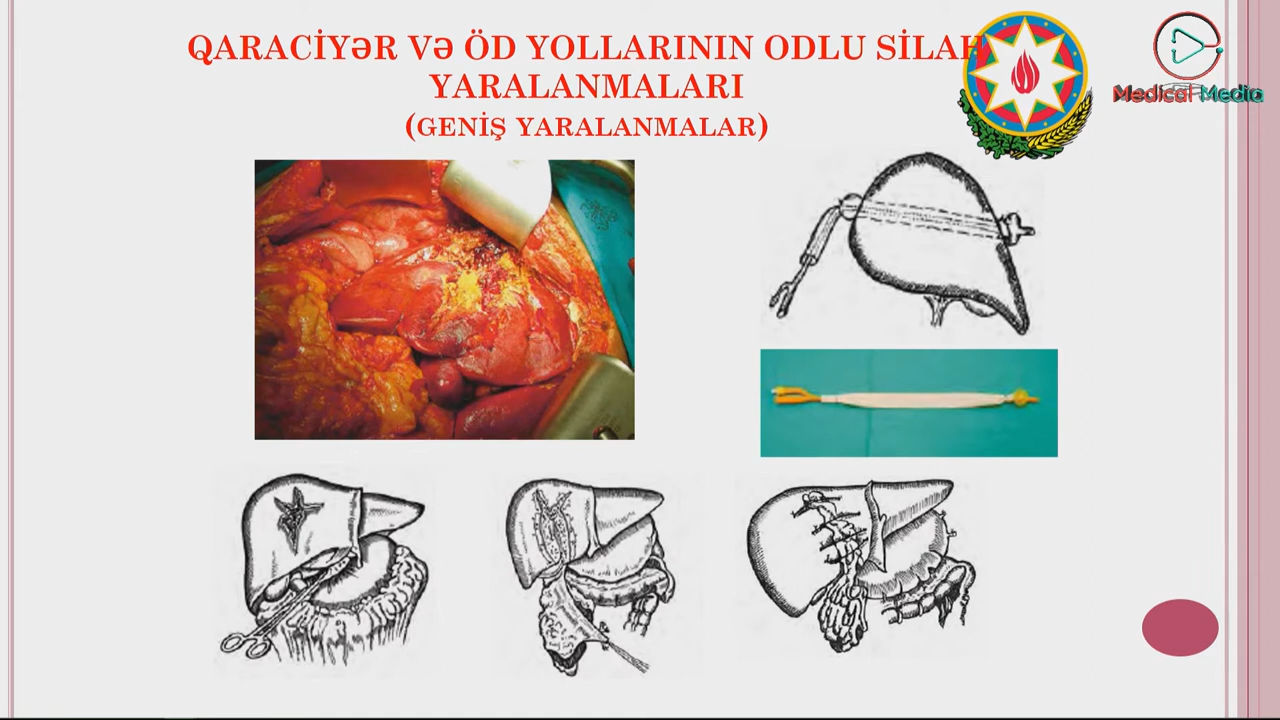 QARACİYƏR VƏ ÖD YOLLARININ ODLU SİLAH
YARALANMALARI
(GENİŞ YARALANMALAR)
Medical Media